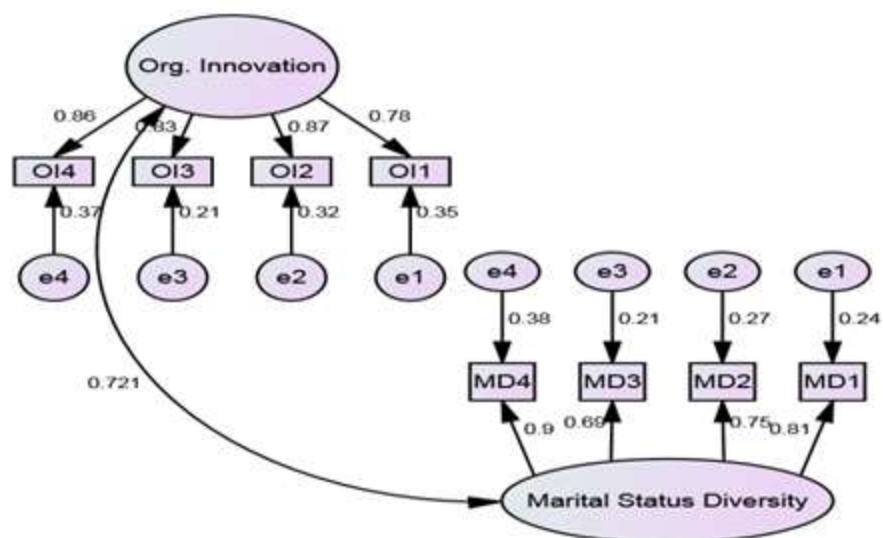 Org. Innovation
0.86 0.83 0.87 0.78
OI4 OI3 OI2 OI1
0.37 0.21 0.32 0.35
e4 e3 e2 e1
e4 e3 e2 e1
0.38 0.21 0.27 0.24
0.721
MD4 MD3 MD2 MD1
0.9 0.69 0.75 0.81
Marital Status Diversity